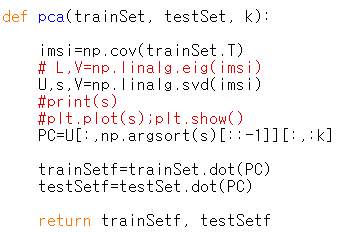 def pca(trainSet, testSet, k):
imsi=np.cov(trainSet.T)
# L,V=np.linalg.eig(imsi)
U,s,V=np.linalg.svd(imsi)
#print(s)
#plt.plot(s);plt.show()
PC=U[:,np.argsort(s)[::-1]][:,:k]
trainSetf=trainSet.dot(PC)
testSetf=testSet.dot(PC)
return trainSetf, testSetf